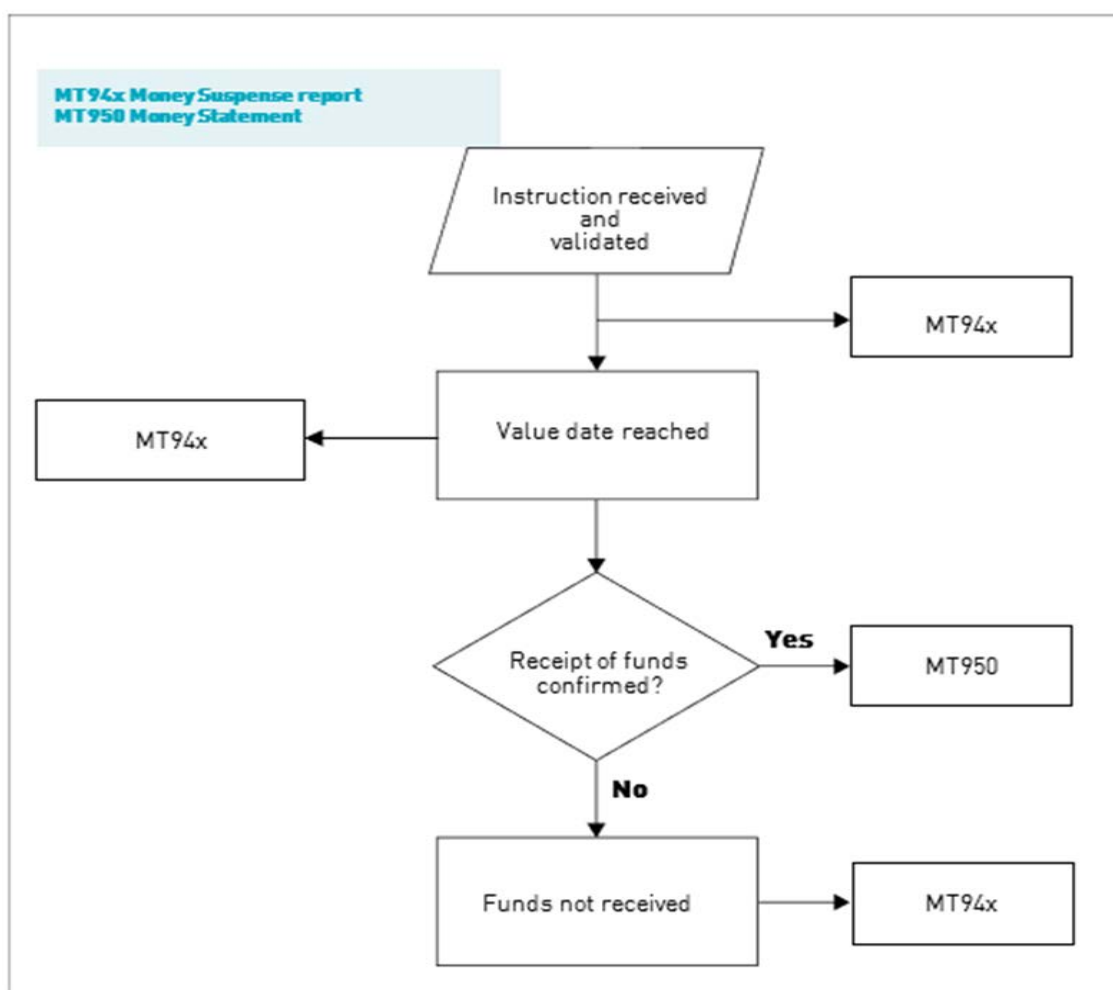 MT94x Money Suspense report
MT950 Money Statement
Instruction received
and
validated
MT94x
Value date reached
MT94x
Receipt of funds
confirmed?
Yes
MT950
No
Funds not received
MT94x